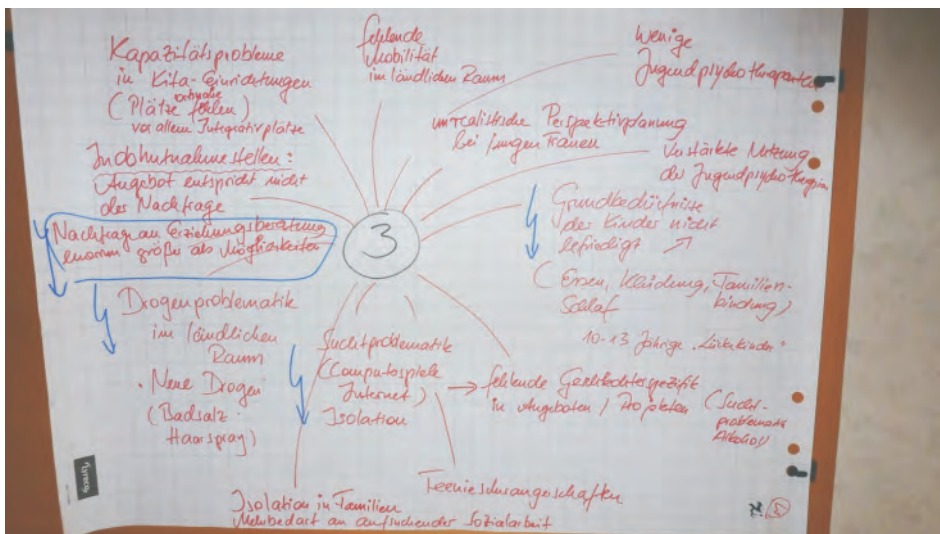 Kapazitätsprobleme
in Kita-Einrichtungen
(Plätze fehlen)
vor allem Integrativplätze
fehlende
Mobilität
im ländlichen Raum
Wenige
Jugendpsychotherapeuten
unrealistische Perspektivplanung
bei jungen Frauen
Verstärkte Nutzung
der Jugendpsychotherapie
Inobhutnahmestellen:
Angebot entspricht nicht
der Nachfrage
Nachfrage an Erziehungsberatung
enorm größer als Möglichkeiten
3
Grundbedürfnisse
der Kinder nicht
befriedigt ↗
(Essen, Kleidung, Familien-
Schlaf bindung)
10-13 Jährige „Lückekinder"
Drogenproblematik
im ländlichen
Raum
• Neue Drogen
(Badsalz
Haarspray)
Suchtproblematik
(Computerspiele
Internet)
Isolation
→ fehlende Geschlechterspezifik
in Angeboten / Projekten
(Sucht-
problematik
Alkohol)
Teenieschwangerschaften
Isolation in Familien
Mehrbedarf an aufsuchender Sozialarbeit
3